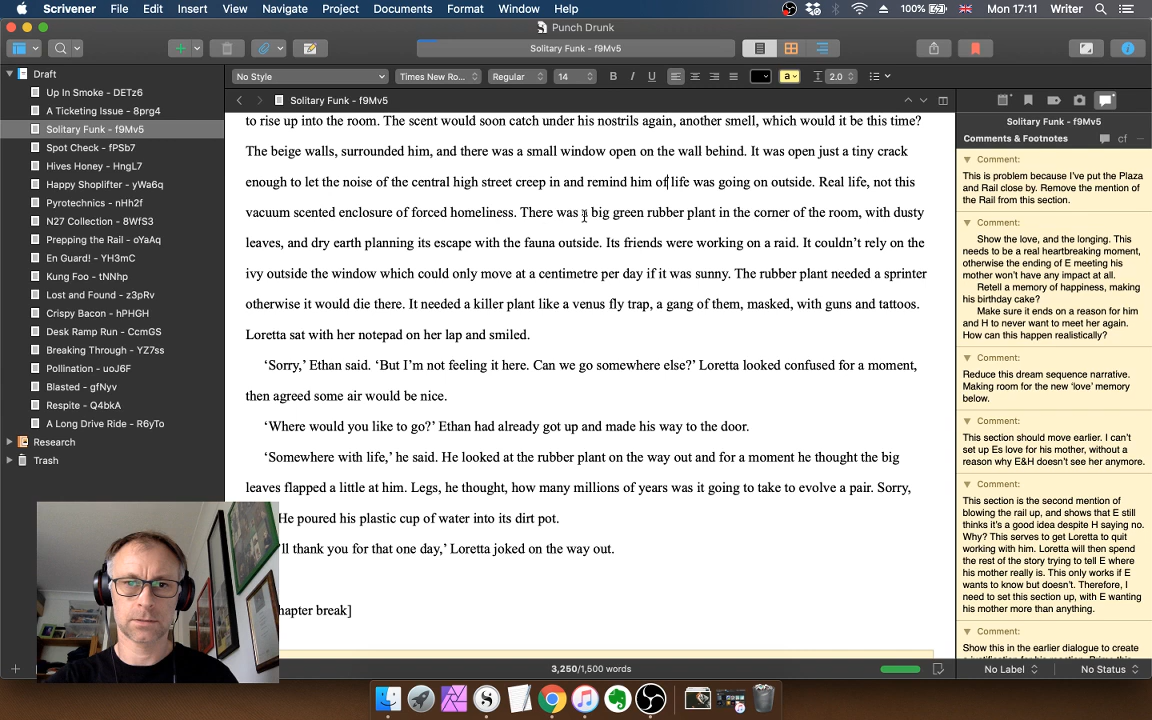 Scrivener File Edit Insert View Navigate Project Documents Format Window Help 100% Mon 17:11 Writer
Punch Drunk
Solitary Funk - f9Mv5
No Style Times New Ro... Regular 14 B I U a 2.0
Draft
Up In Smoke - DETz6
A Ticketing Issue - 8prg4
Solitary Funk - f9Mv5
Spot Check - fPSb7
Hives Honey - HngL7
Happy Shoplifter - yWa6q
Pyrotechnics - nHh2f
N27 Collection - 8WfS3
Prepping the Rail - oYaAq
En Guard! - YH3mC
Kung Foo - tNNhp
Lost and Found - z3pRv
Crispy Bacon - hPHGH
Desk Ramp Run - CcmGS
Breaking Through - YZ7ss
Pollination - uoJ6F
Blasted - gfNyv
Respite - Q4bkA
A Long Drive Ride - R6yTo
Research
Trash
Solitary Funk - f9Mv5
to rise up into the room. The scent would soon catch under his nostrils again, another smell, which would it be this time?
The beige walls, surrounded him, and there was a small window open on the wall behind. It was open just a tiny crack
enough to let the noise of the central high street creep in and remind him of life was going on outside. Real life, not this
vacuum scented enclosure of forced homeliness. There was a big green rubber plant in the corner of the room, with dusty
leaves, and dry earth planning its escape with the fauna outside. Its friends were working on a raid. It couldn’t rely on the
ivy outside the window which could only move at a centimetre per day if it was sunny. The rubber plant needed a sprinter
otherwise it would die there. It needed a killer plant like a venus fly trap, a gang of them, masked, with guns and tattoos.
Loretta sat with her notepad on her lap and smiled.
‘Sorry,’ Ethan said. ‘But I’m not feeling it here. Can we go somewhere else?’ Loretta looked confused for a moment,
then agreed some air would be nice.
‘Where would you like to go?’ Ethan had already got up and made his way to the door.
‘Somewhere with life,’ he said. He looked at the rubber plant on the way out and for a moment he thought the big
leaves flapped a little at him. Legs, he thought, how many millions of years was it going to take to evolve a pair. Sorry,
He poured his plastic cup of water into its dirt pot.
’ll thank you for that one day,’ Loretta joked on the way out.
hapter break]
3,250/1,500 words
Solitary Funk - f9Mv5
Comments & Footnotes cf
Comment:
This is problem because I’ve put the Plaza
and Rail close by. Remove the mention of
the Rail from this section.
Comment:
Show the love, and the longing. This
needs to be a real heartbreaking moment,
otherwise the ending of E meeting his
mother won’t have any impact at all.
Retell a memory of happiness, making
his birthday cake?
Make sure it ends on a reason for him
and H to never want to meet her again.
How can this happen realistically?
Comment:
Reduce this dream sequence narrative.
Making room for the new ‘love’ memory
below.
Comment:
This section should move earlier. I can’t
set up Es love for his mother, without a
reason why E&H doesn’t see her anymore.
Comment:
This section is the second mention of
blowing the rail up, and shows that E still
thinks it’s a good idea despite H saying no.
Why? This serves to get Loretta to quit
working with him. Loretta will then spend
the rest of the story trying to tell E where
his mother really is. This only works if E
wants to know but doesn’t. Therefore, I
need to set this section up, with E wanting
his mother more than anything.
Comment:
Show this in the earlier dialogue to create
No Label No Status